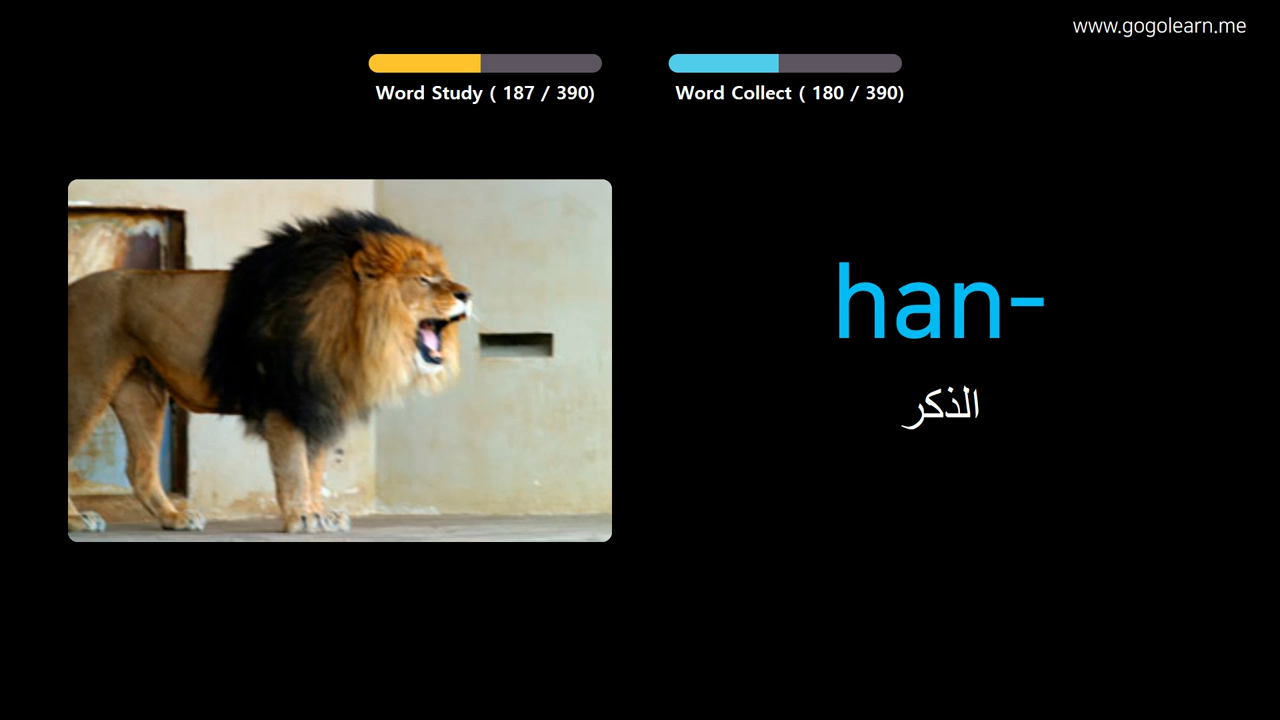 www.gogolearn.me
Word Study ( 187 / 390)
Word Collect ( 180 / 390)
han-
الذكر